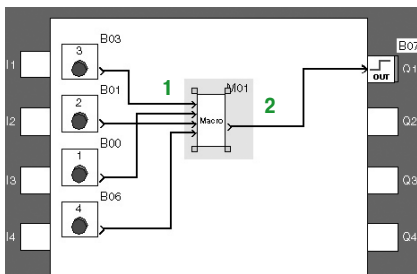 B03
3
I1
1
M01
B07
Q1
OUT
B01
2
I2
Macro
2
Q2
B00
1
I3
Q3
B06
4
I4
Q4